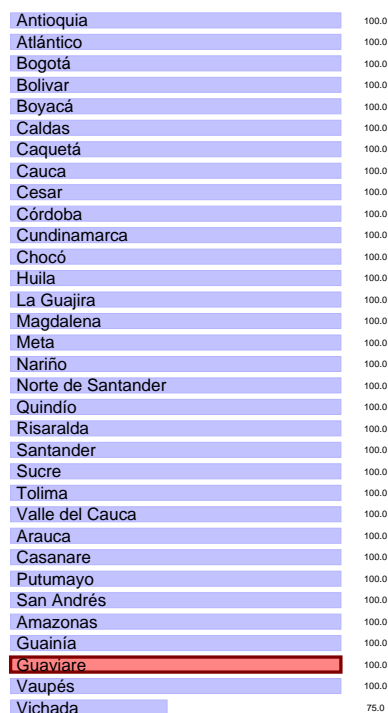 Antioquia 100.0
Atlántico 100.0
Bogotá 100.0
Bolivar 100.0
Boyacá 100.0
Caldas 100.0
Caquetá 100.0
Cauca 100.0
Cesar 100.0
Córdoba 100.0
Cundinamarca 100.0
Chocó 100.0
Huila 100.0
La Guajira 100.0
Magdalena 100.0
Meta 100.0
Nariño 100.0
Norte de Santander 100.0
Quindío 100.0
Risaralda 100.0
Santander 100.0
Sucre 100.0
Tolima 100.0
Valle del Cauca 100.0
Arauca 100.0
Casanare 100.0
Putumayo 100.0
San Andrés 100.0
Amazonas 100.0
Guainía 100.0
Guaviare 100.0
Vaupés 100.0
Vichada 75.0